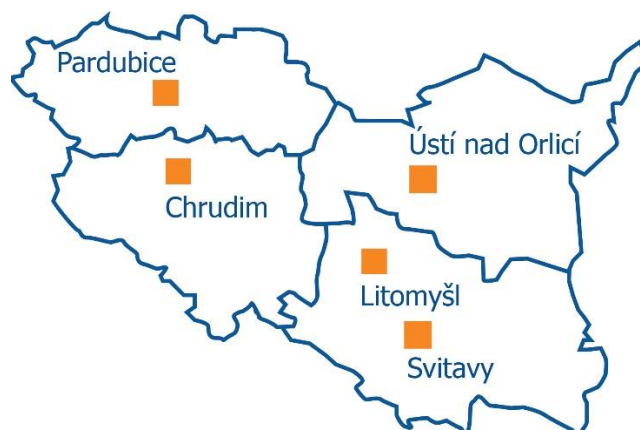 Pardubice
Ústí nad Orlicí
Chrudim
Litomyšl
Svitavy